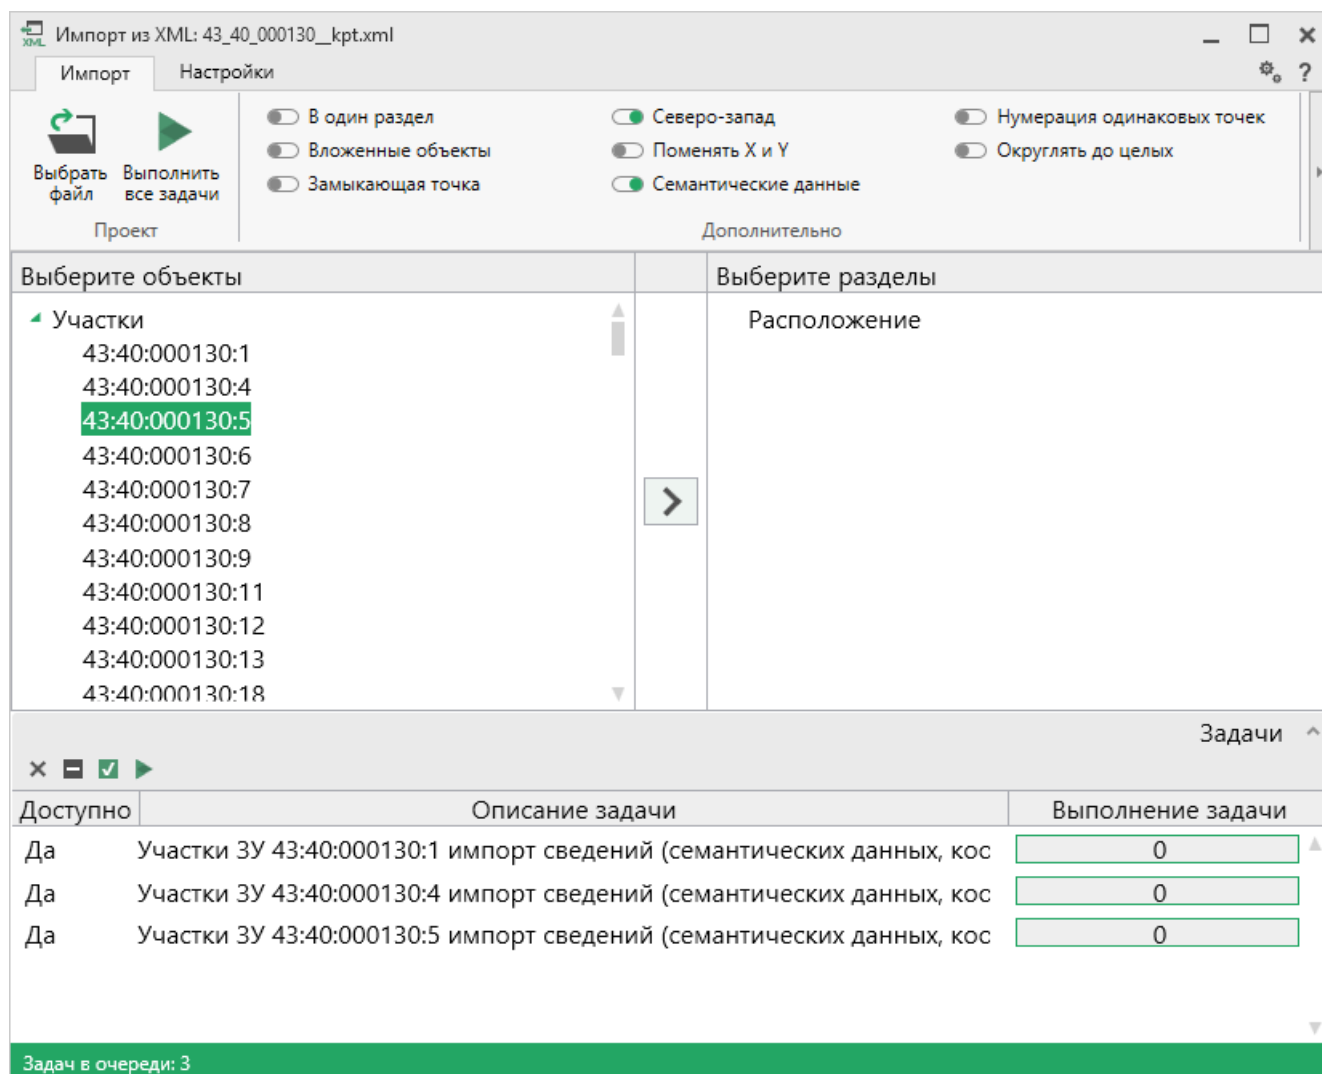 XML Импорт из XML: 43_40_000130__kpt.xml
Импорт Настройки ?
В один раздел Северо-запад Нумерация одинаковых точек
Вложенные объекты Поменять X и Y Округлять до целых
Выбрать файл Выполнить все задачи Замыкающая точка Семантические данные
Проект Дополнительно
Выберите объекты Выберите разделы
Участки Расположение
43:40:000130:1
43:40:000130:4
43:40:000130:5
43:40:000130:6
43:40:000130:7
43:40:000130:8
43:40:000130:9
43:40:000130:11
43:40:000130:12
43:40:000130:13
43:40:000130:18
Задачи
Доступно Описание задачи Выполнение задачи
Да Участки ЗУ 43:40:000130:1 импорт сведений (семантических данных, кос 0
Да Участки ЗУ 43:40:000130:4 импорт сведений (семантических данных, кос 0
Да Участки ЗУ 43:40:000130:5 импорт сведений (семантических данных, кос 0
Задач в очереди: 3